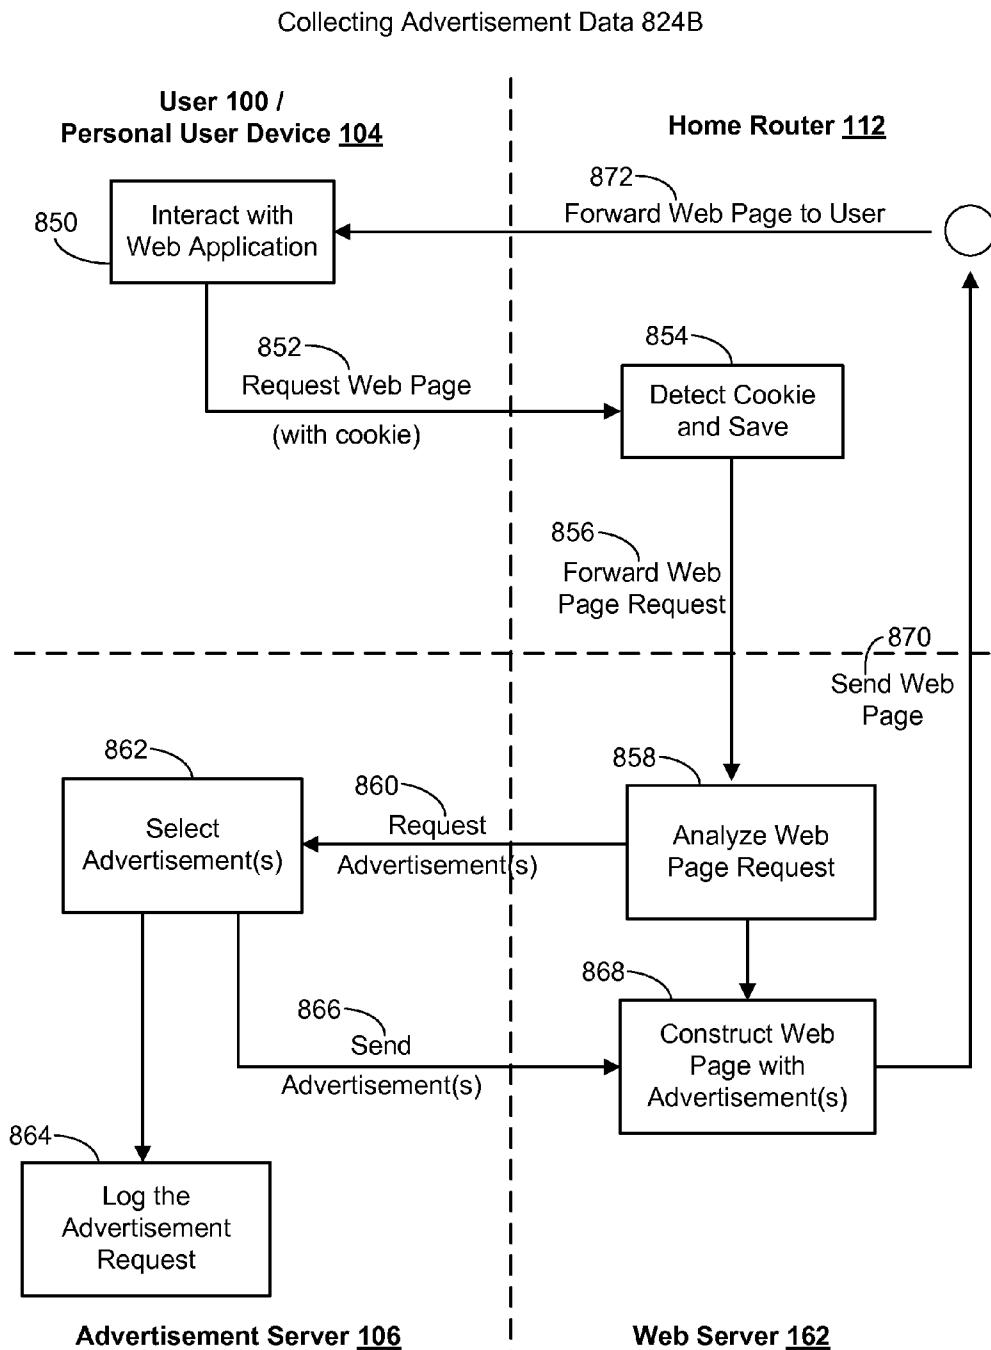 Collecting Advertisement Data 824B
User 100 /
Personal User Device 104
Home Router 112
872
Forward Web Page to User
850
Interact with
Web Application
852
Request Web Page
(with cookie)
854
Detect Cookie
and Save
856
Forward Web
Page Request
870
Send Web
Page
862
Select
Advertisement(s)
860
Request
Advertisement(s)
858
Analyze Web
Page Request
866
Send
Advertisement(s)
868
Construct Web
Page with
Advertisement(s)
864
Log the
Advertisement
Request
Advertisement Server 106
Web Server 162